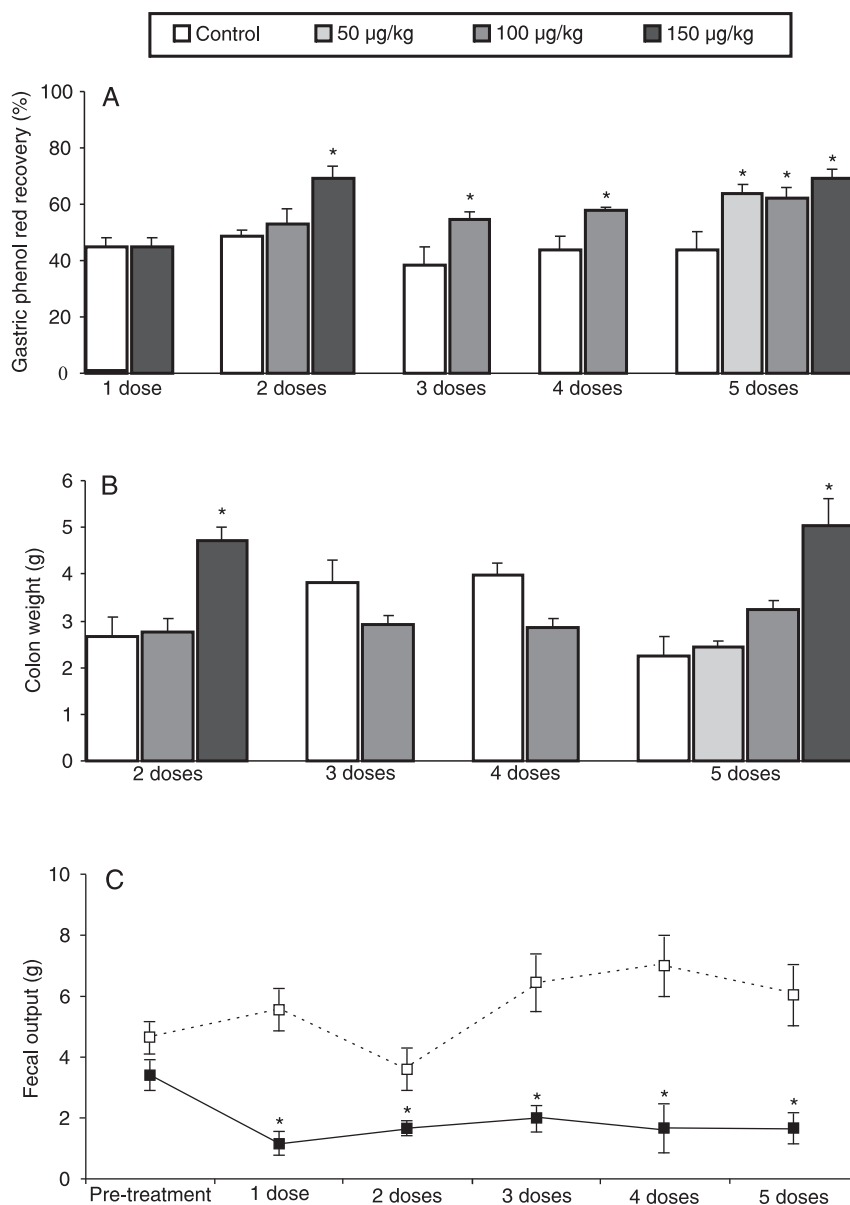 Control 50 µg/kg 100 µg/kg 150 µg/kg
A
Gastric phenol red recovery (%)
100
80
60
40
20
0
* * * * * *
1 dose 2 doses 3 doses 4 doses 5 doses
B
Colon weight (g)
6
5
4
3
2
1
0
* *
2 doses 3 doses 4 doses 5 doses
C
Fecal output (g)
10
8
6
4
2
0
* * * * *
Pre-treatment 1 dose 2 doses 3 doses 4 doses 5 doses